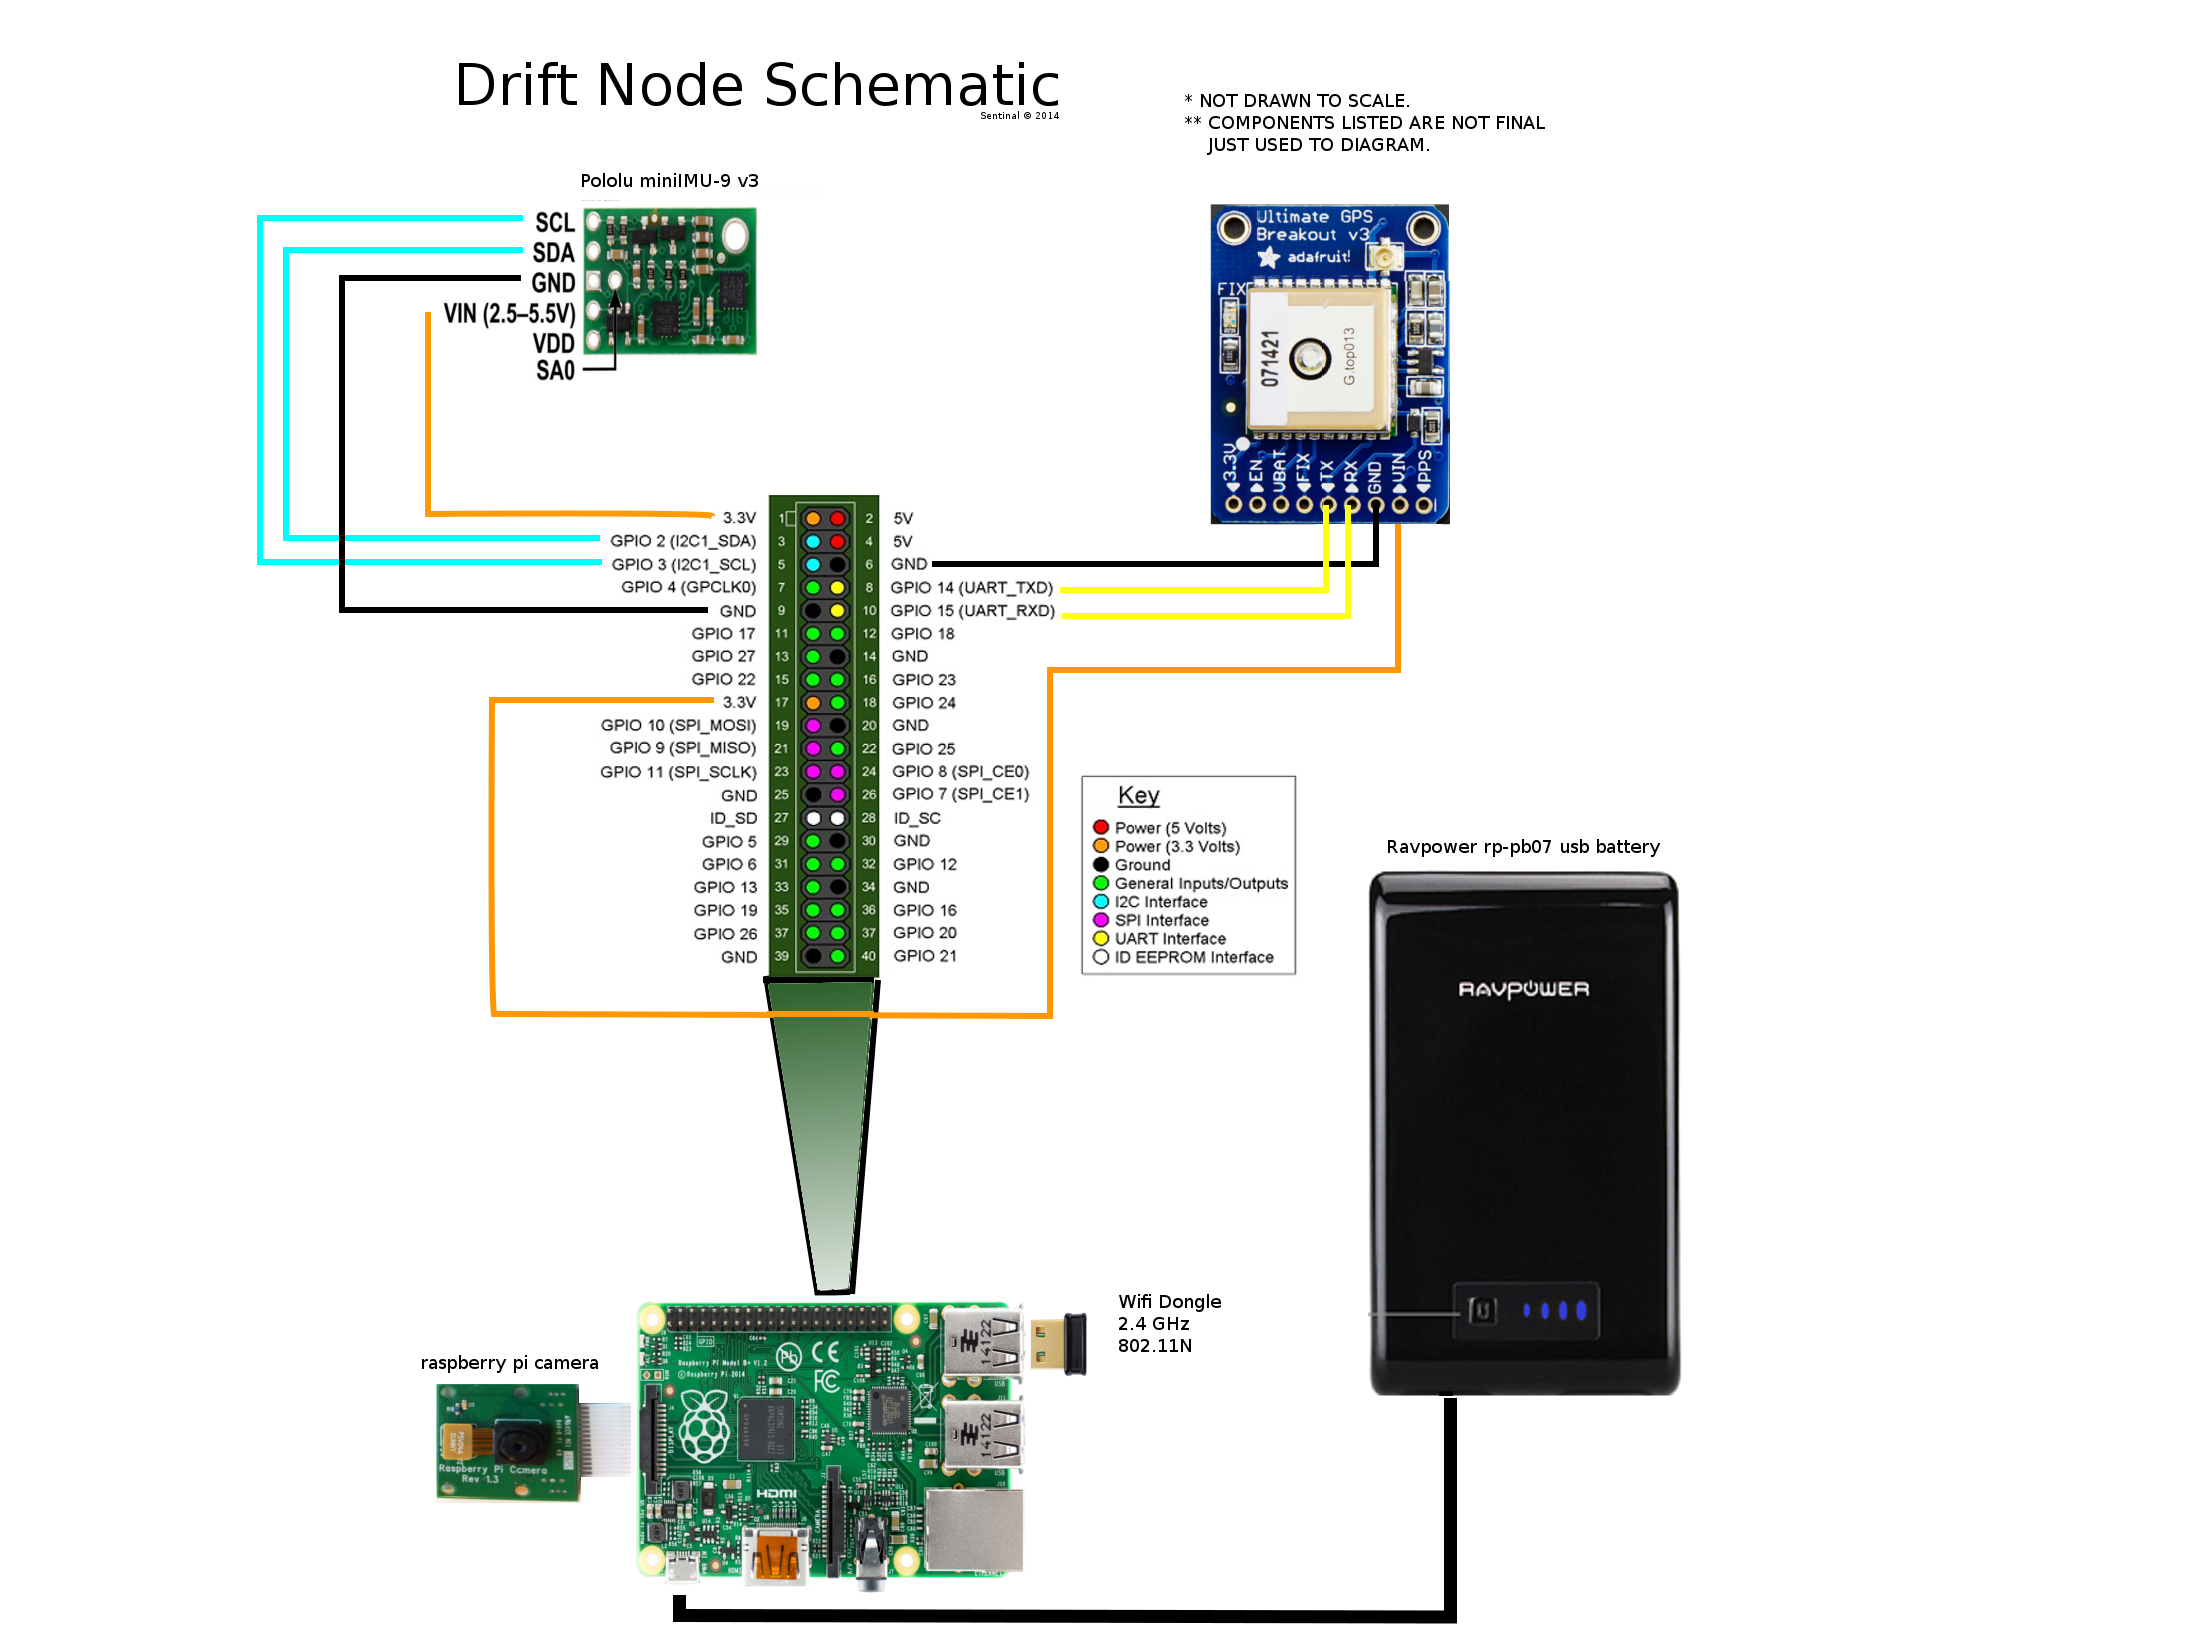 Drift Node Schematic
Sentinal © 2014
* NOT DRAWN TO SCALE.
** COMPONENTS LISTED ARE NOT FINAL
JUST USED TO DIAGRAM.
Pololu miniIMU-9 v3
SCL
SDA
GND
VIN (2.5–5.5V)
VDD
SA0
Ultimate GPS
Breakout v3
adafruit!
FIX
071421
G.top013
3.3V EN VBAT FIX TX RX GND VIN PPS
3.3V 1 2 5V
GPIO 2 (I2C1_SDA) 3 4 5V
GPIO 3 (I2C1_SCL) 5 6 GND
GPIO 4 (GPCLK0) 7 8 GPIO 14 (UART_TXD)
GND 9 10 GPIO 15 (UART_RXD)
GPIO 17 11 12 GPIO 18
GPIO 27 13 14 GND
GPIO 22 15 16 GPIO 23
3.3V 17 18 GPIO 24
GPIO 10 (SPI_MOSI) 19 20 GND
GPIO 9 (SPI_MISO) 21 22 GPIO 25
GPIO 11 (SPI_SCLK) 23 24 GPIO 8 (SPI_CE0)
GND 25 26 GPIO 7 (SPI_CE1)
ID_SD 27 28 ID_SC
GPIO 5 29 30 GND
GPIO 6 31 32 GPIO 12
GPIO 13 33 34 GND
GPIO 19 35 36 GPIO 16
GPIO 26 37 37 GPIO 20
GND 39 40 GPIO 21
Key
Power (5 Volts)
Power (3.3 Volts)
Ground
General Inputs/Outputs
I2C Interface
SPI Interface
UART Interface
ID EEPROM Interface
Ravpower rp-pb07 usb battery
RAVPOWER
Wifi Dongle
2.4 GHz
802.11N
raspberry pi camera
Raspberry Pi Camera
Rev 1.3
GPIO
Raspberry Pi Model B+ V1.2
© Raspberry Pi 2014
Pb
CE
FC
14122
14122
USB
USB
DISPLAY
HDMI
CAMERA
HDMI
A/V
ETHERNET